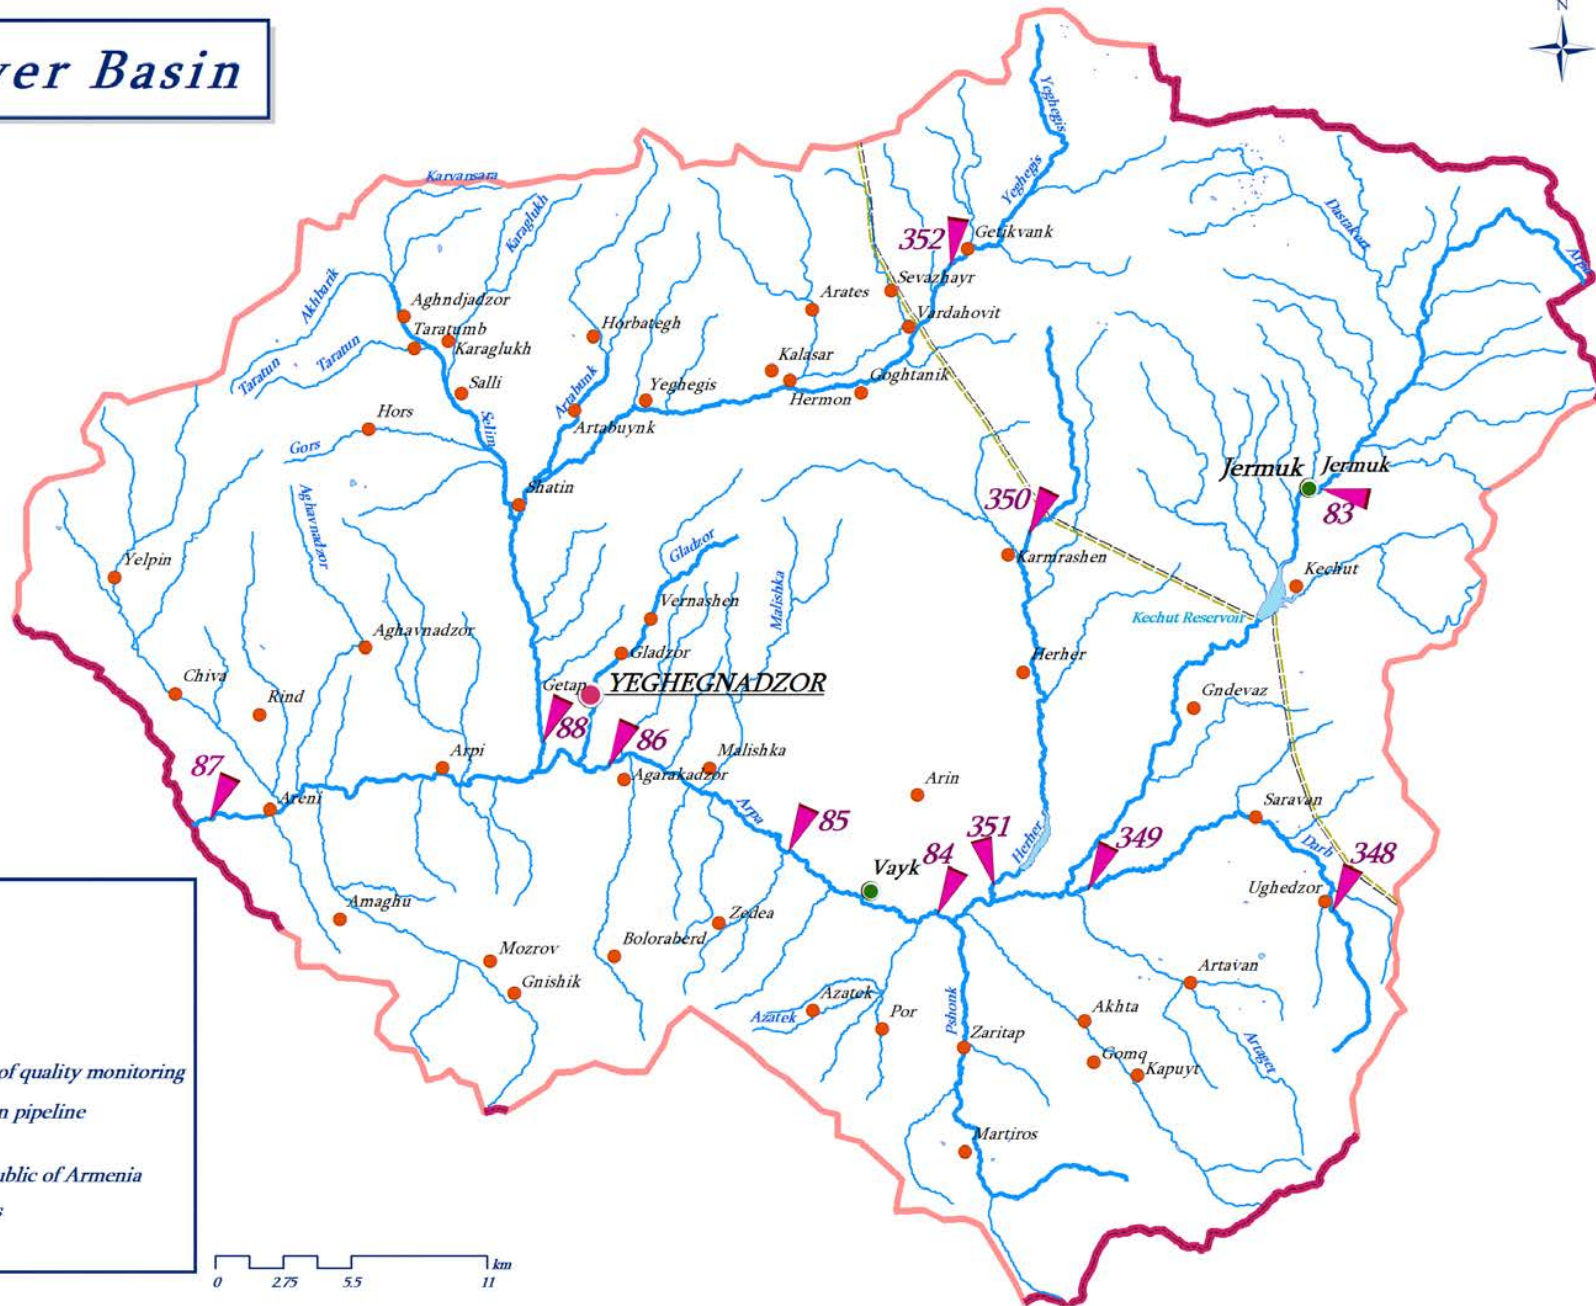 N
ver Basin
Yeghegis
Karvansara
Karaglukh
Yeghegis
Dastakert
352
Getikvank
Akhbarik
Sevazhayr
Aghndjadzor
Arates
Vardahovit
Taratumb
Horbategh
Karaglukh
Taratun
Taratun
Kalasar
Goghtanik
Salli
Artabunk
Yeghegis
Hermon
Hors
Selim
Artabuynk
Gors
Jermuk
Jermuk
Shatin
350
83
Aghavnadzor
Gladzor
Yelpin
Karmrashen
Kechut
Malishka
Vernashen
Kechut Reservoir
Aghavnadzor
Gladzor
Herher
Chiva
Getap
YEGHEGNADZOR
Gndevaz
Rind
88
86
Arpi
Malishka
87
Agarakadzor
Arin
Areni
Arpa
85
Saravan
351
Herher
349
Darb
84
348
Vayk
Ughedzor
Amaghu
Zedea
Mozrov
Boloraberd
Gnishik
Artavan
Azatek
Azatek
Por
Pshonk
Akhta
Zaritap
Gomq
Kapuyt
Artaget
Martiros
of quality monitoring
n pipeline
ublic of Armenia
s
km
0 2.75 5.5 11